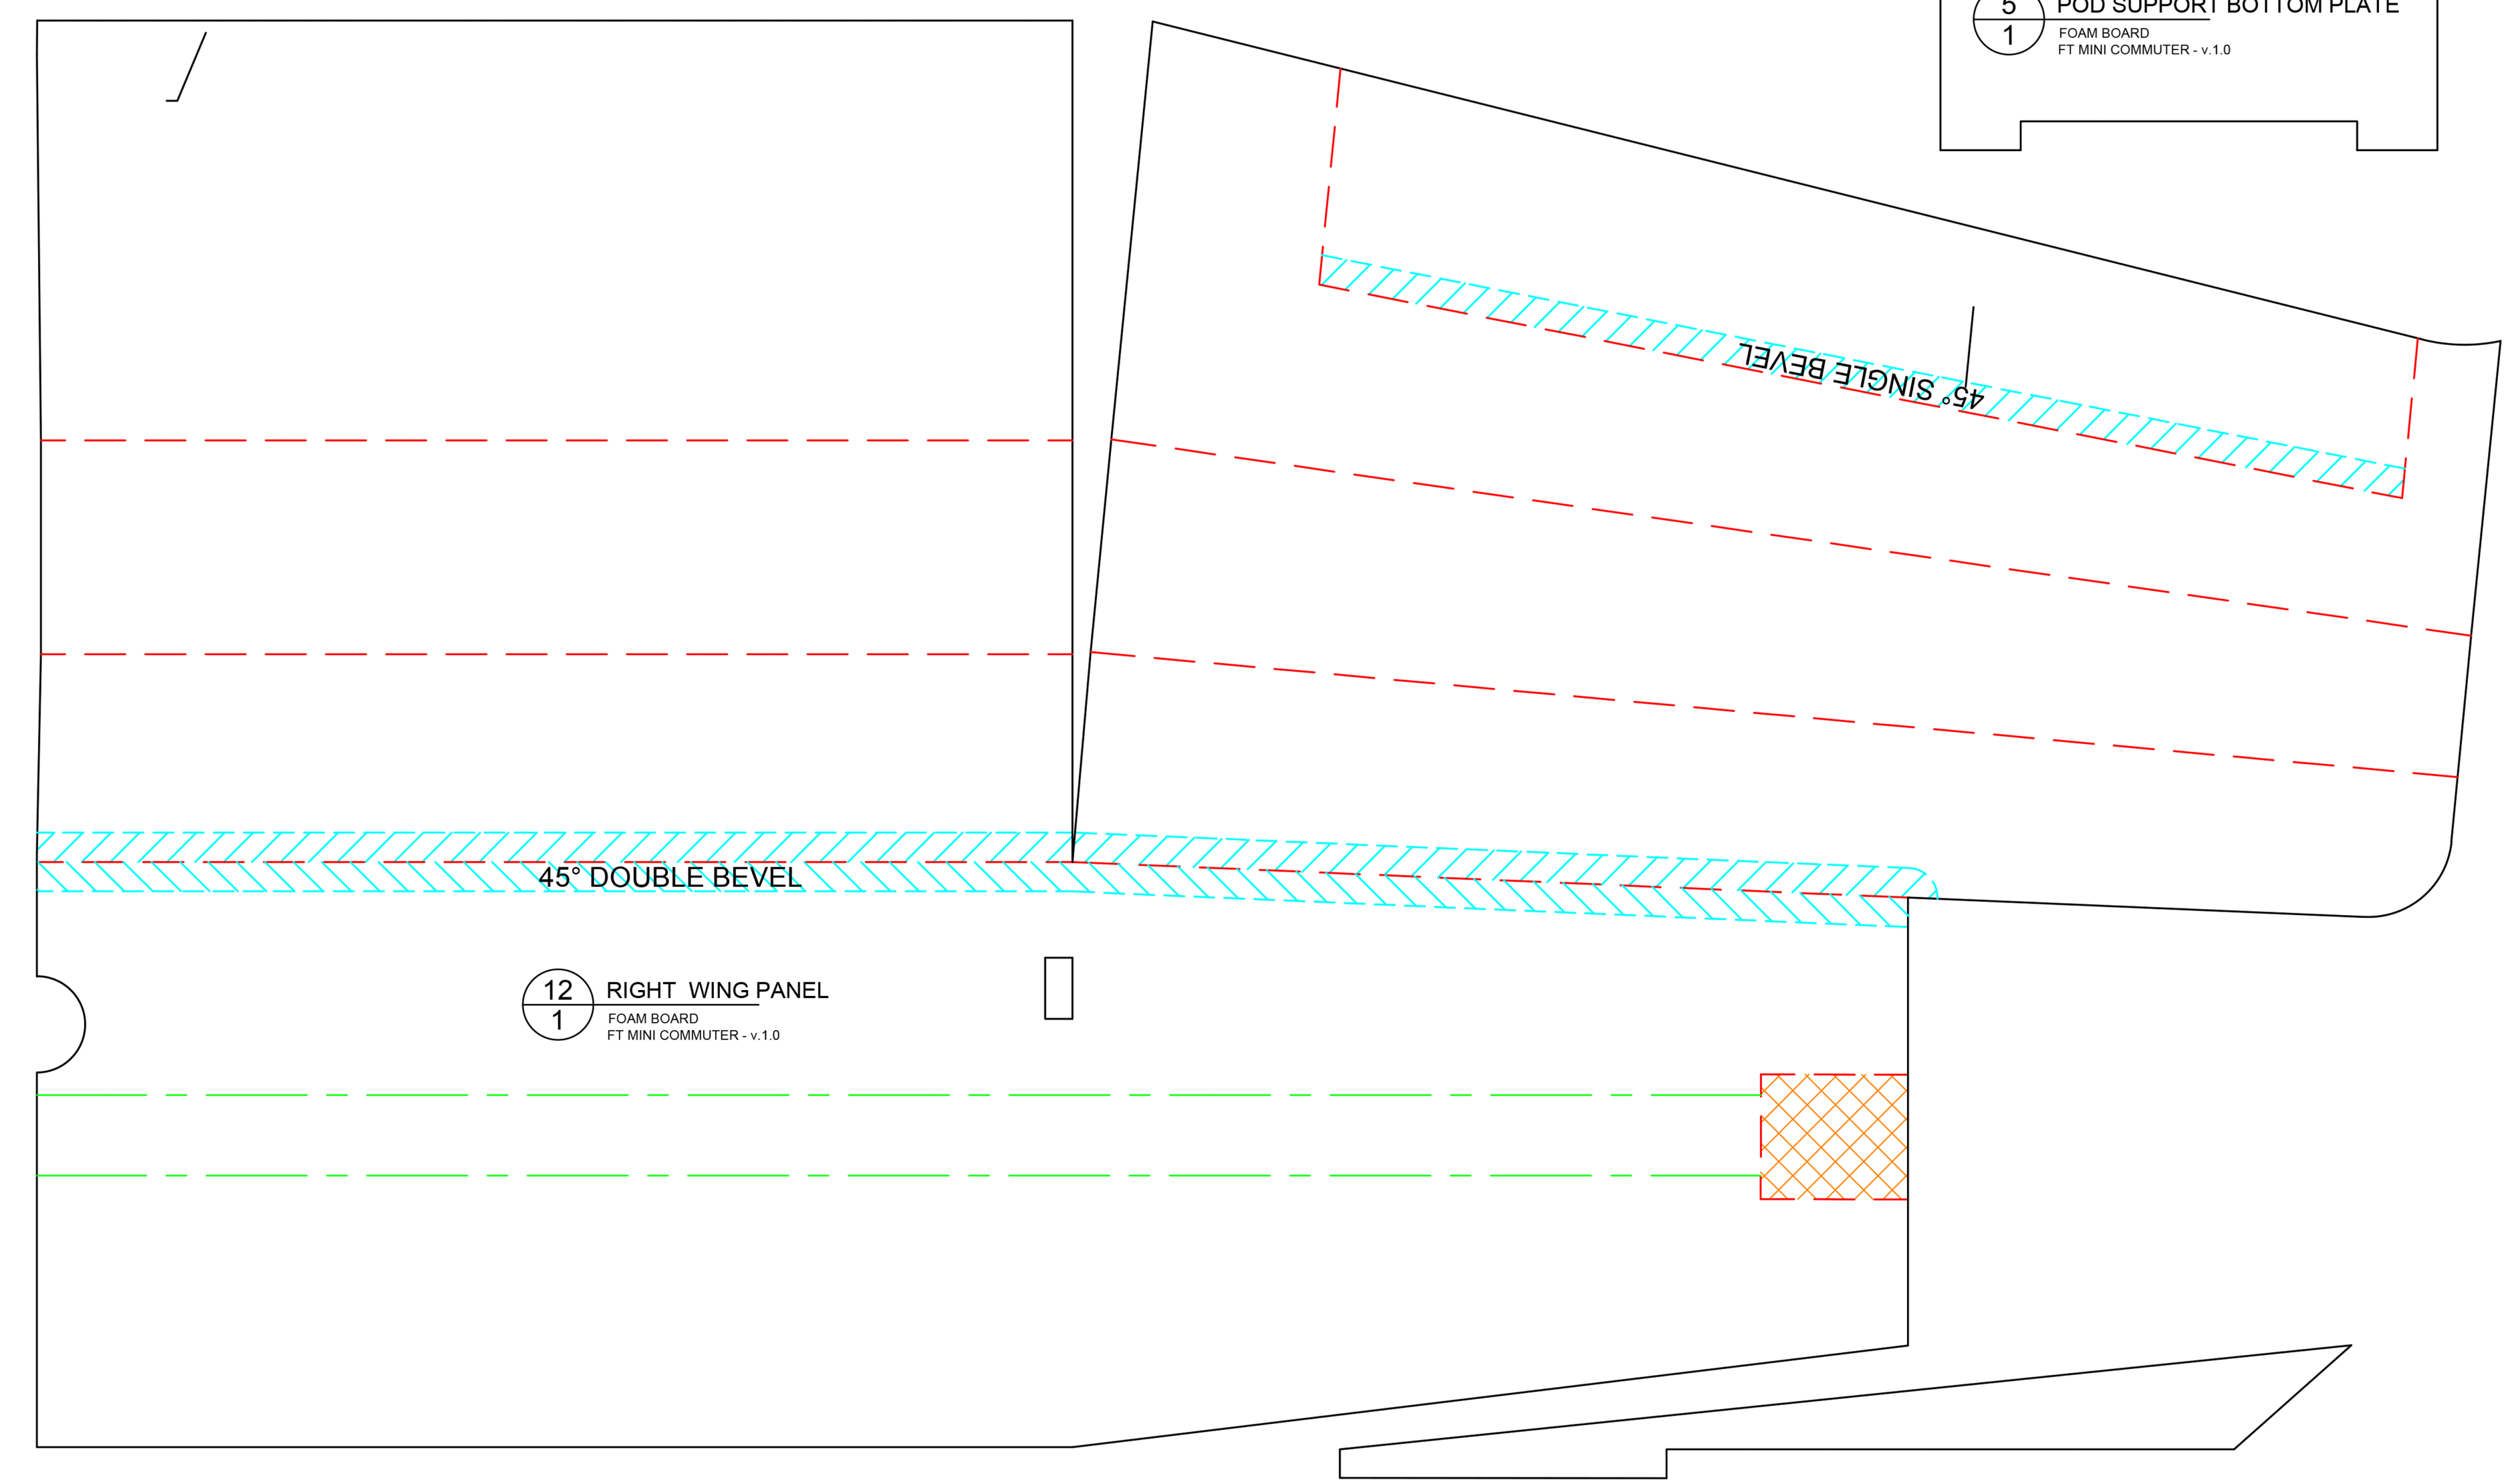 5
POD SUPPORT BOTTOM PLATE
1
FOAM BOARD
FT MINI COMMUTER - v.1.0
45° SINGLE BEVEL
45° DOUBLE BEVEL
12
RIGHT WING PANEL
1
FOAM BOARD
FT MINI COMMUTER - v.1.0